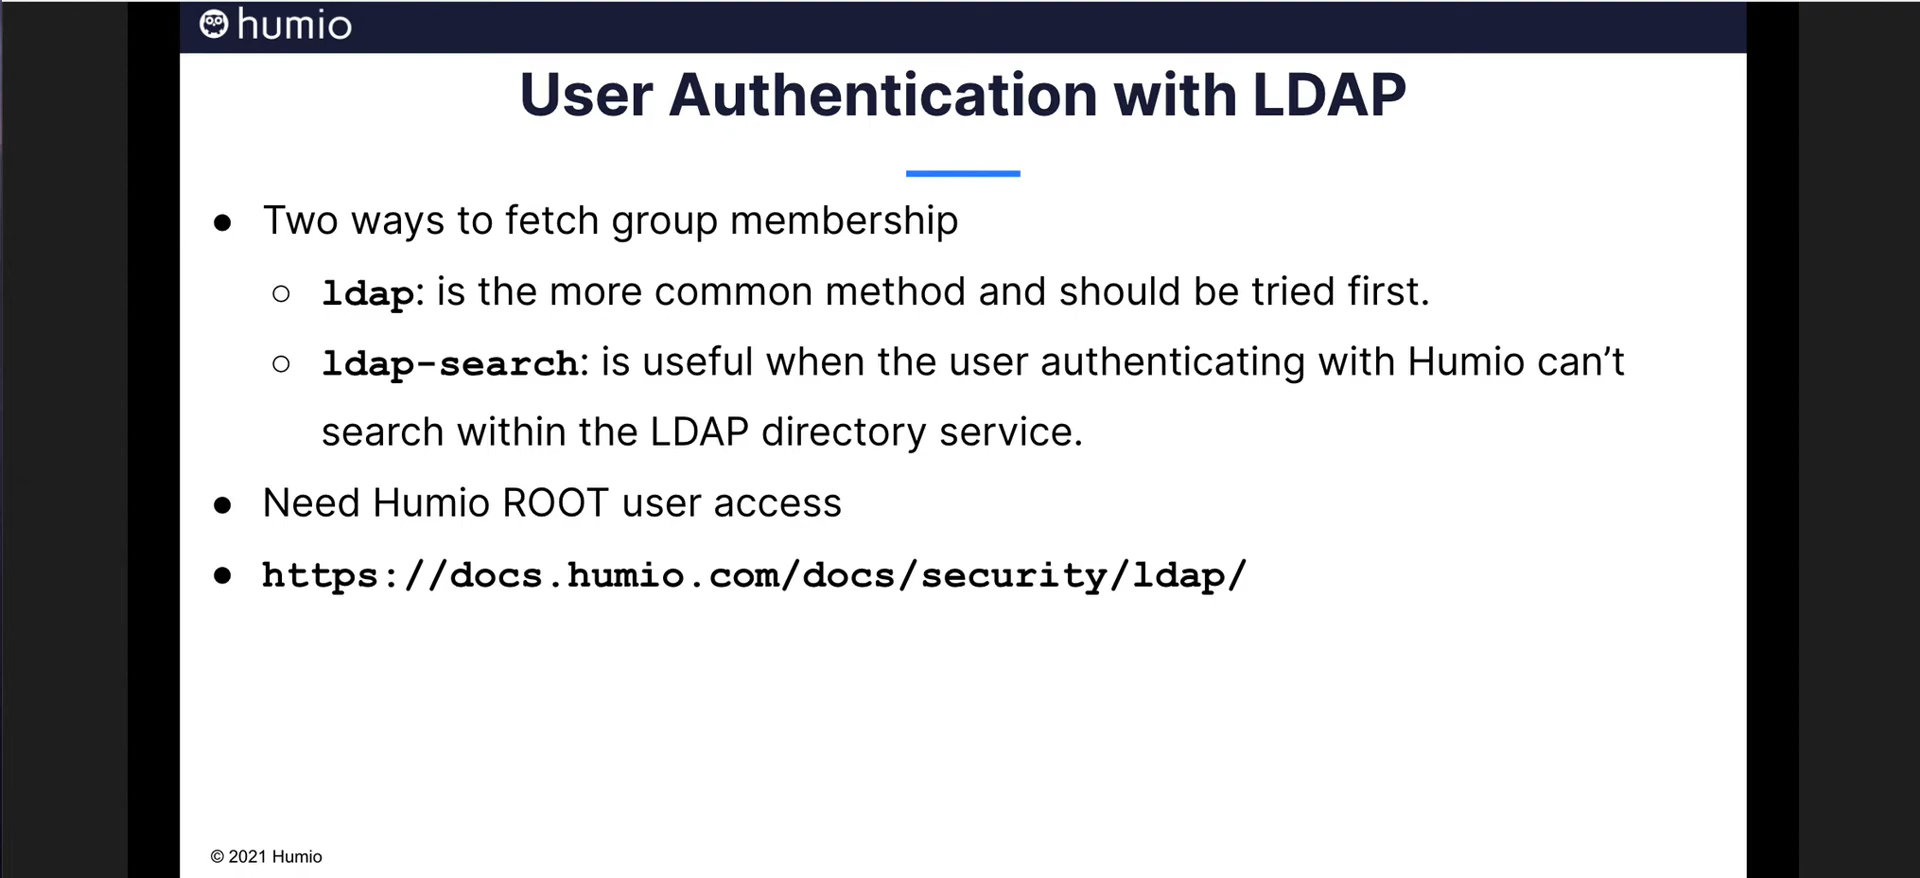 humio
User Authentication with LDAP
● Two ways to fetch group membership
○ ldap: is the more common method and should be tried first.
○ ldap-search: is useful when the user authenticating with Humio can’t
search within the LDAP directory service.
● Need Humio ROOT user access
● https://docs.humio.com/docs/security/ldap/
© 2021 Humio